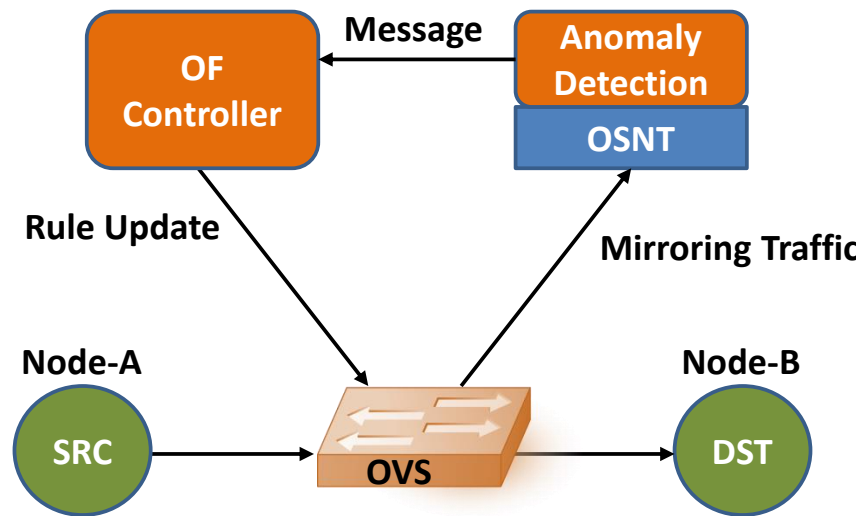 Message
OF
Controller
Anomaly
Detection
OSNT
Rule Update
Mirroring Traffic
Node-A
Node-B
SRC
OVS
DST